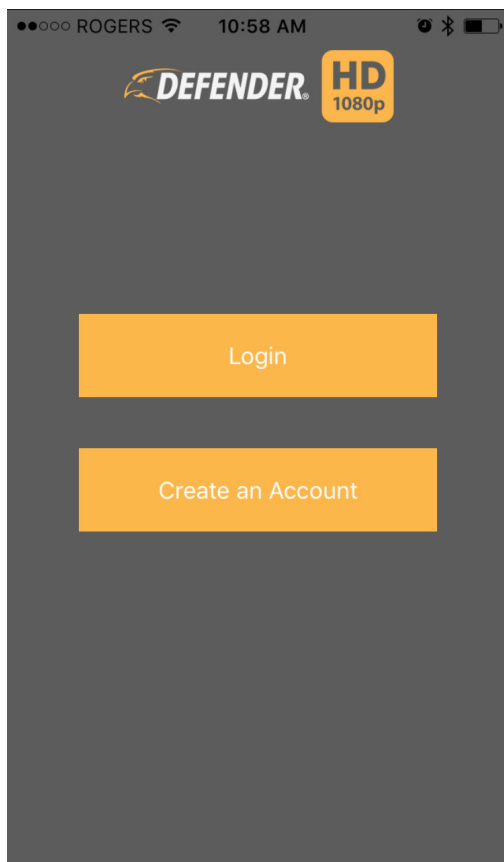 ROGERS 10:58 AM
DEFENDER®
HD
1080p
Login
Create an Account